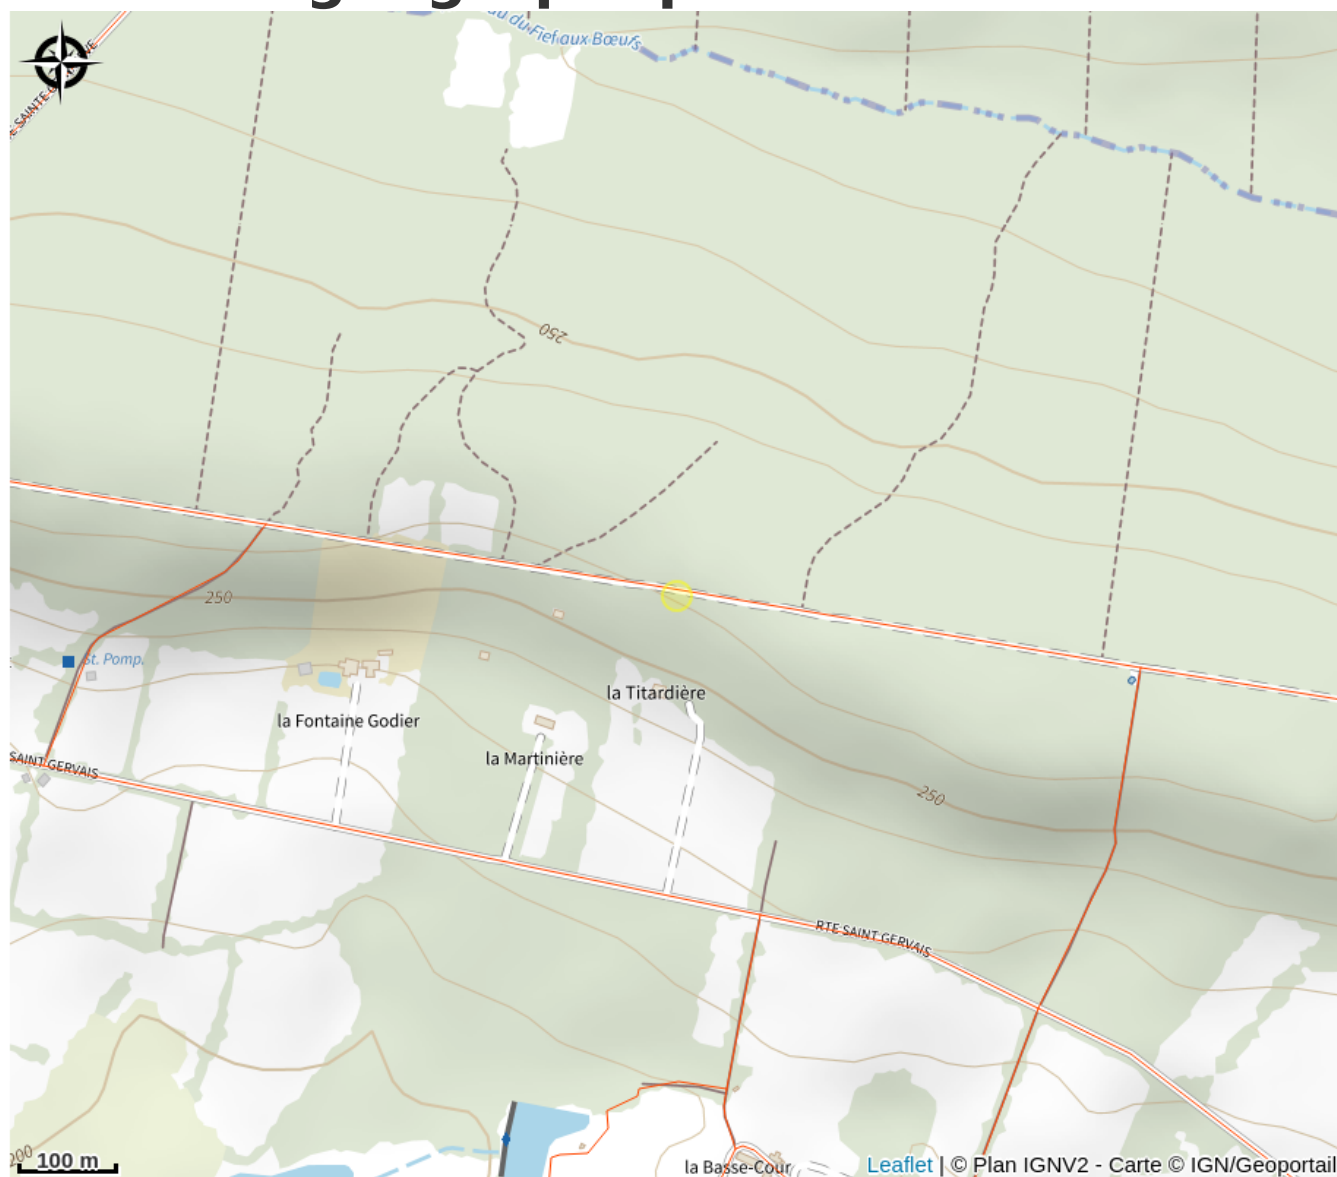 du Fief aux Bœufs
250
250
St. Pomp.
la Titardière
la Fontaine Godier
la Martinière
SAINT GERVAIS
250
RTE SAINT GERVAIS
200
100 m
la Basse-Cour
Leaflet | © Plan IGNV2 - Carte © IGN/Geoportail